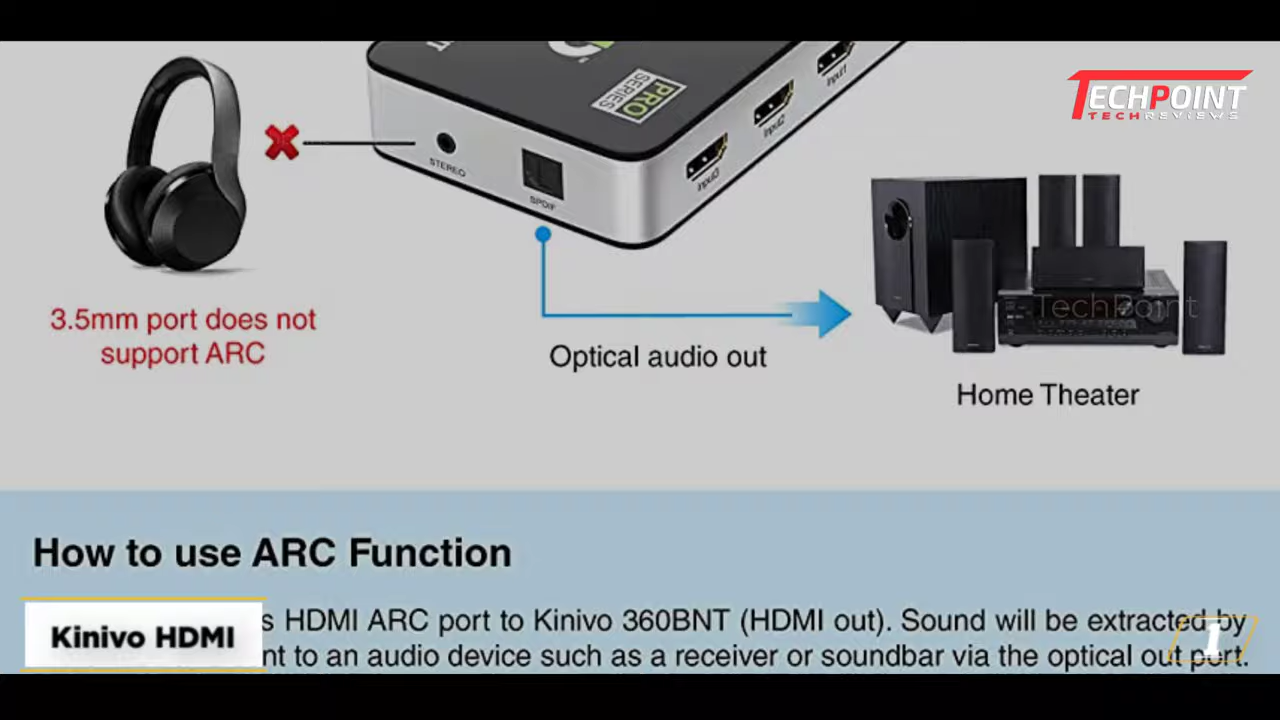 TECHPOINT
TECH REVIEWS
PRO
SERIES
STEREO
SPDIF
Input3
Input2
Input1
3.5mm port does not
support ARC
Optical audio out
TechPoint
Home Theater
How to use ARC Function
s HDMI ARC port to Kinivo 360BNT (HDMI out). Sound will be extracted by
Kinivo HDMI
1
nt to an audio device such as a receiver or soundbar via the optical out port.